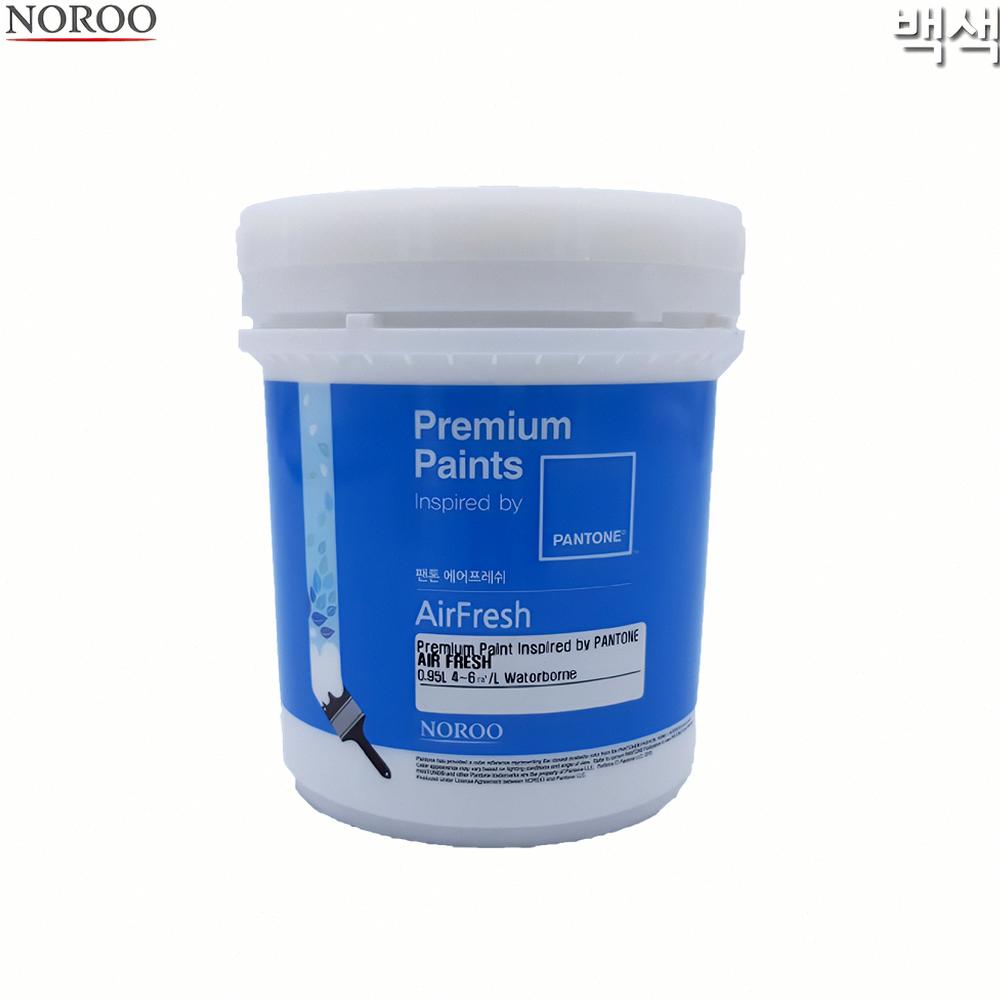 NOROO
백색
Premium
Paints
Inspired by
PANTONE®
팬톤 에어프레쉬
AirFresh
Premium Paint Inspired by PANTONE
AIR FRESH
0.95L 4~6㎡/L Waterborne
NOROO